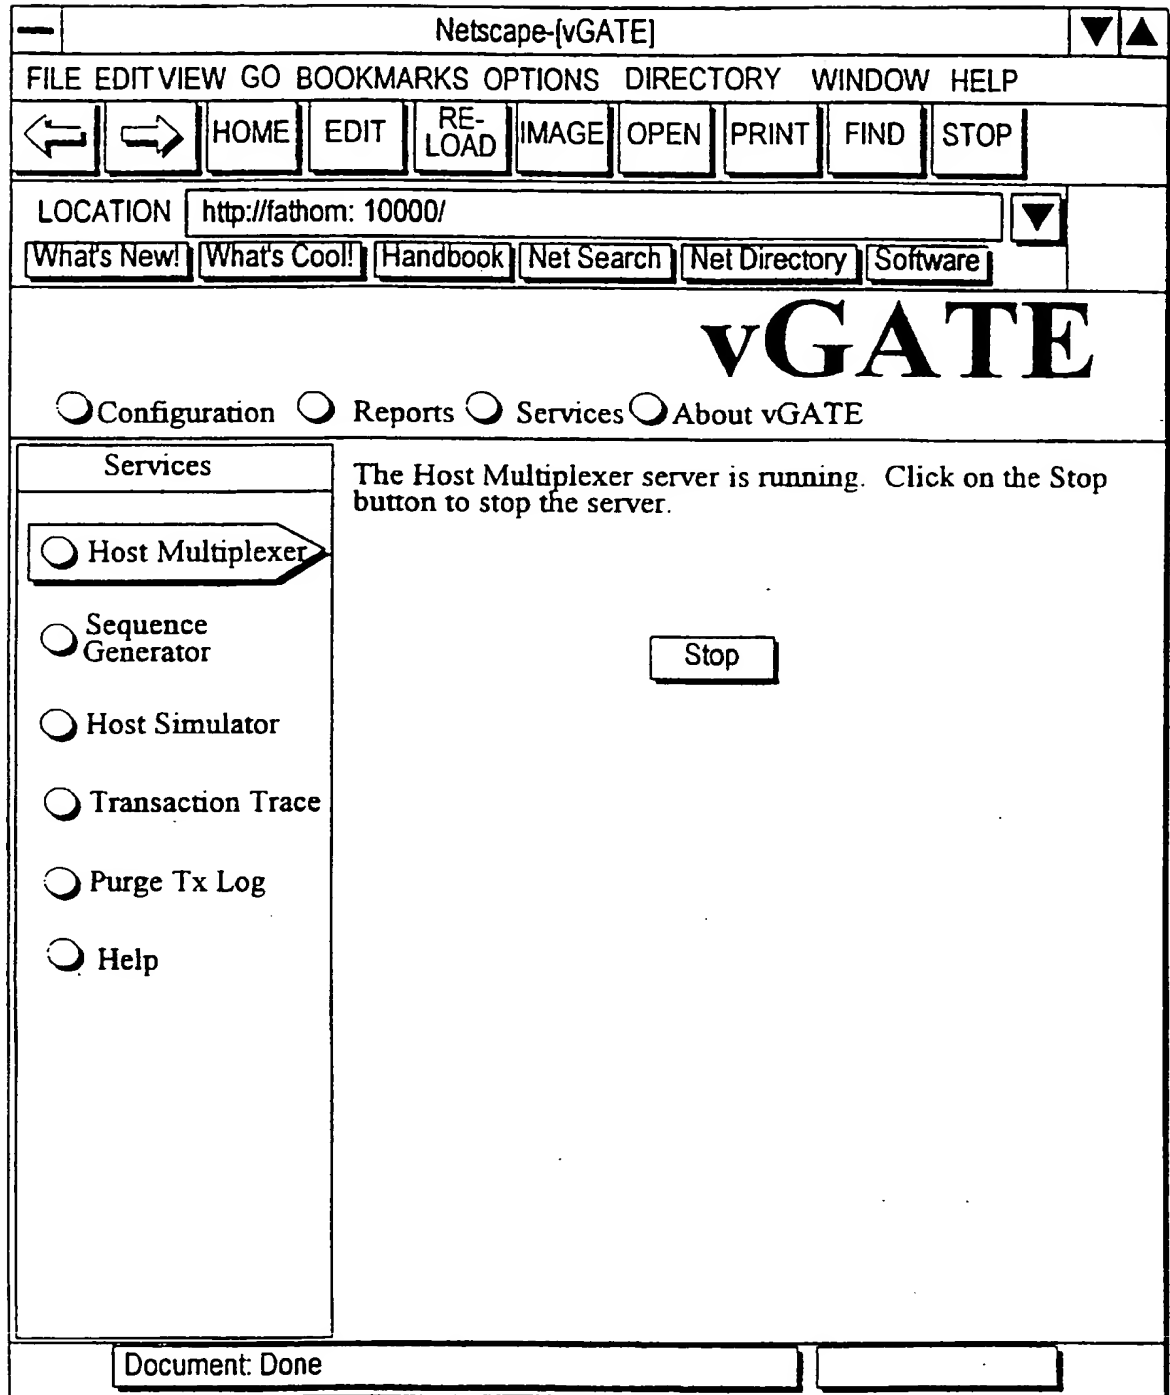 Netscape-[vGATE]
FILE EDIT VIEW GO BOOKMARKS OPTIONS DIRECTORY WINDOW HELP
HOME EDIT RE-LOAD IMAGE OPEN PRINT FIND STOP
LOCATION http://fathom: 10000/
What's New! What's Cool! Handbook Net Search Net Directory Software
vGATE
Configuration Reports Services About vGATE
Services
Host Multiplexer
Sequence
Generator
Host Simulator
Transaction Trace
Purge Tx Log
Help
The Host Multiplexer server is running. Click on the Stop
button to stop the server.
Stop
Document: Done